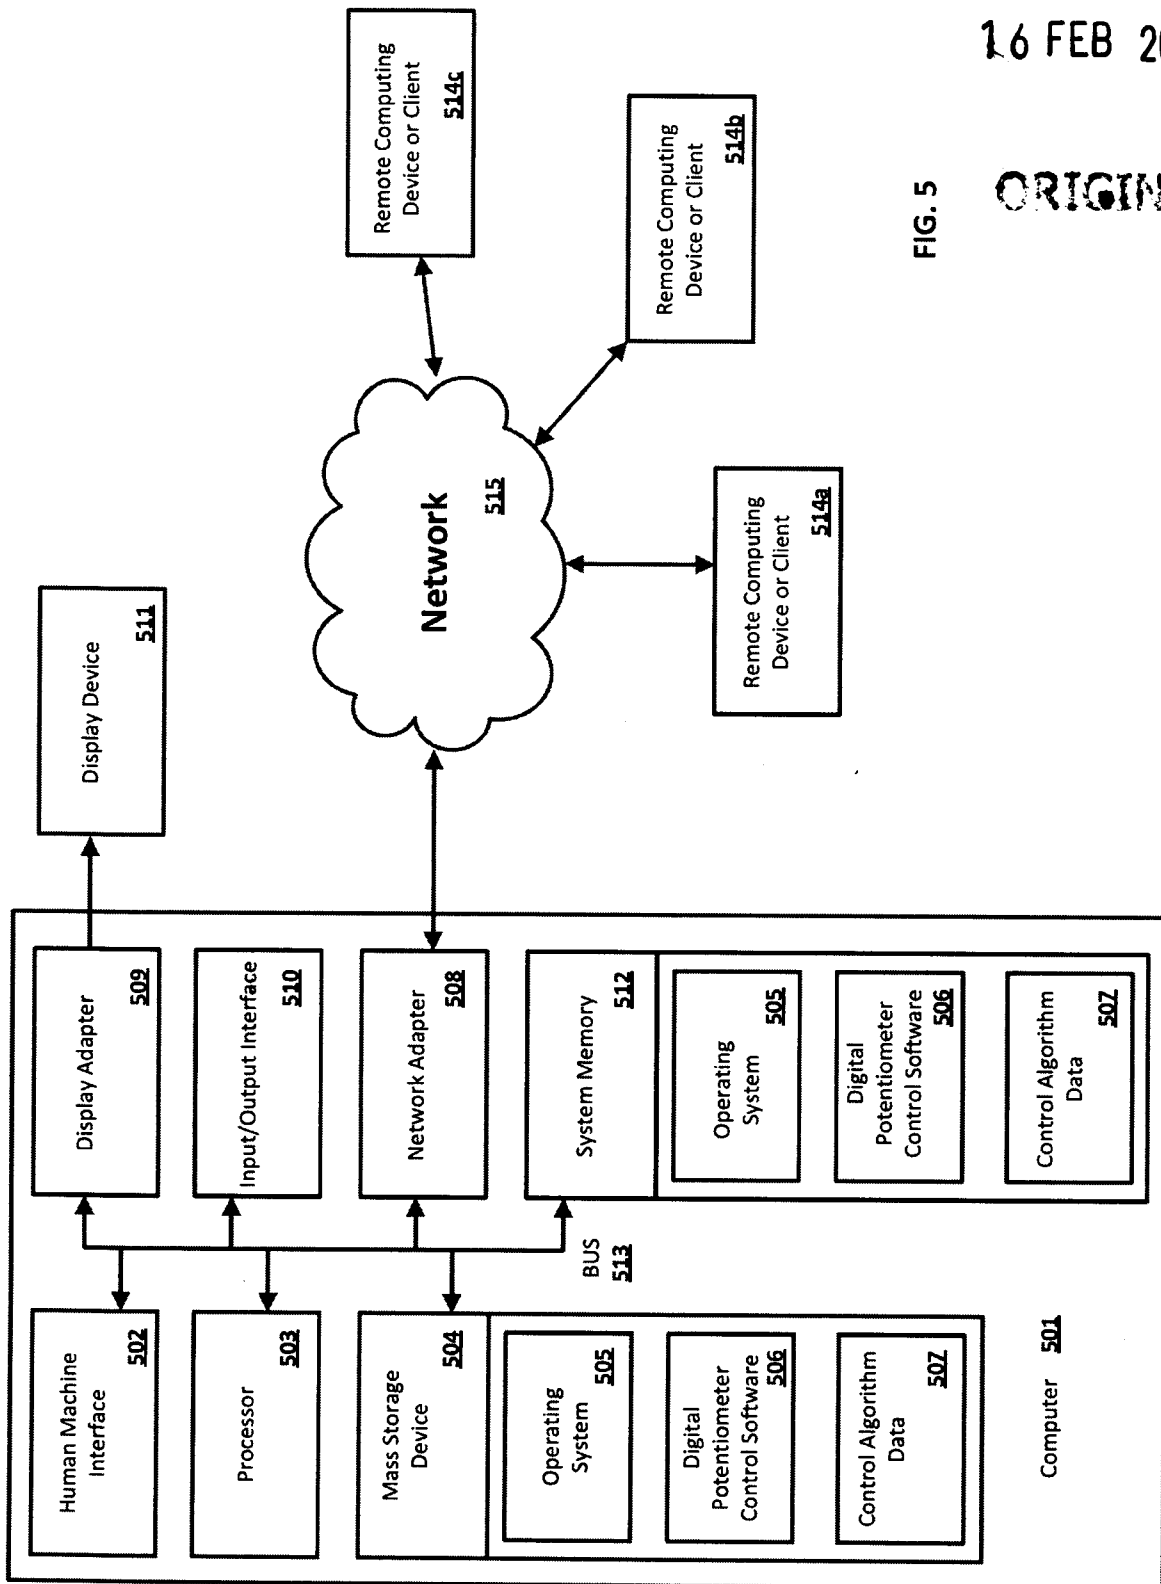 16 FEB
Human Machine
Interface
502
Processor
503
Mass Storage
Device
504
Operating
System
505
Digital
Potentiometer
Control Software
506
Control Algorithm
Data
507
Computer 501
Display Adapter
509
Input/Output Interface
510
Network Adapter
508
BUS
513
System Memory
512
Operating
System
505
Digital
Potentiometer
Control Software
506
Control Algorithm
Data
507
Display Device
511
Network
515
Remote Computing
Device or Client
514a
Remote Computing
Device or Client
514b
Remote Computing
Device or Client
514c
FIG. 5
ORIGIN